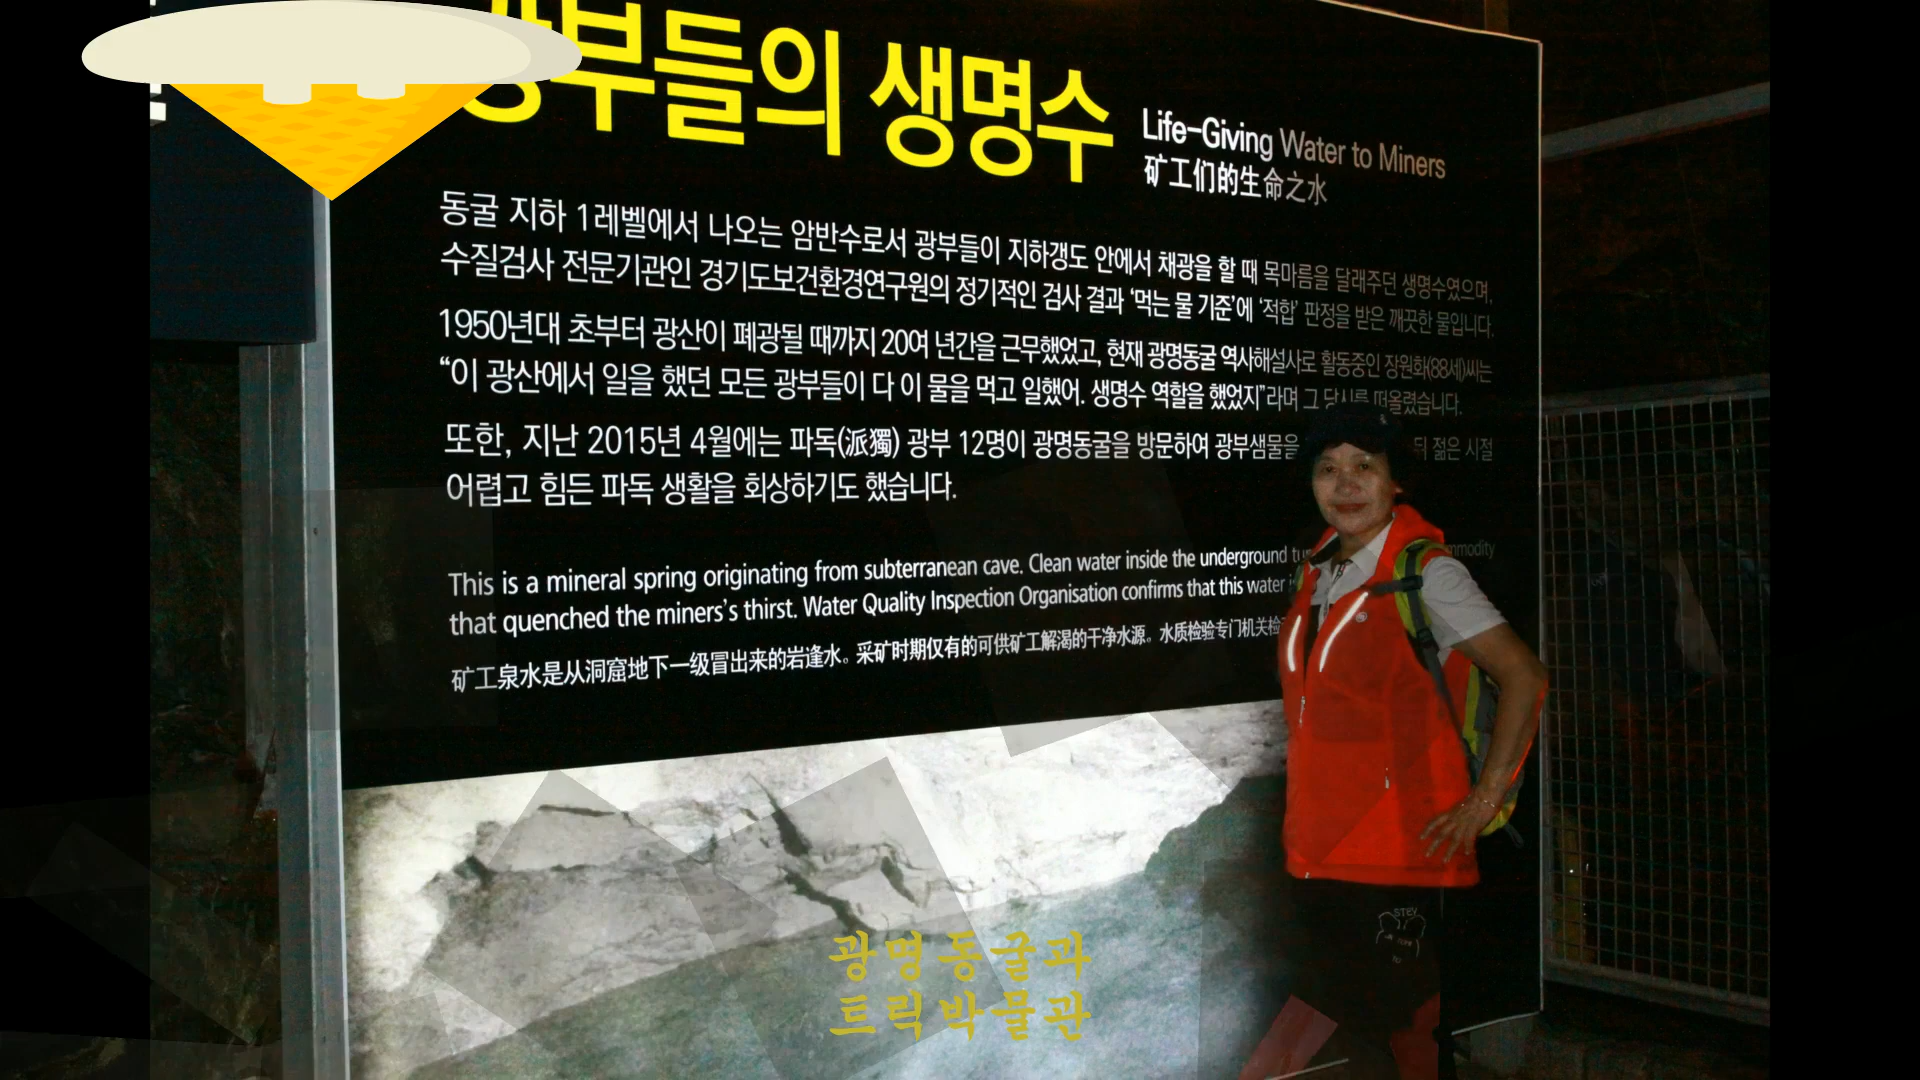 광부들의 생명수
Life-Giving Water to Miners
矿工们的生命之水
동굴 지하 1레벨에서 나오는 암반수로서 광부들이 지하갱도 안에서 채광을 할 때 목마름을 달래주던 생명수였으며,
수질검사 전문기관인 경기도보건환경연구원의 정기적인 검사 결과 ‘먹는 물 기준’에 ‘적합’ 판정을 받은 깨끗한 물입니다.
1950년대 초부터 광산이 폐광될 때까지 20여 년간을 근무했었고, 현재 광명동굴 역사해설사로 활동중인 장원화(88세)씨는
“이 광산에서 일을 했던 모든 광부들이 다 이 물을 먹고 일했어. 생명수 역할을 했었지”라며 그 당시를 떠올렸습니다.
또한, 지난 2015년 4월에는 파독(派獨) 광부 12명이 광명동굴을 방문하여 광부샘물을 젊은 시절
어렵고 힘든 파독 생활을 회상하기도 했습니다.
This is a mineral spring originating from subterranean cave. Clean water inside the underground
that quenched the miners’s thirst. Water Quality Inspection Organisation confirms that this water
矿工泉水是从洞窟地下一级冒出来的岩逢水。采矿时期仅有的可供矿工解渴的干净水源。水质检验专门机关检
STEY
광명동굴과
트릭박물관